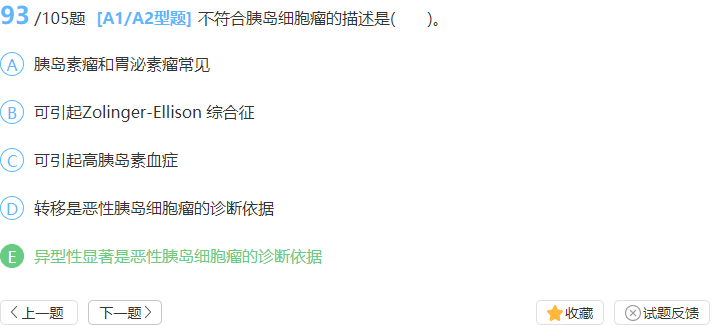 93 /105题 [A1/A2型题] 不符合胰岛细胞瘤的描述是( )。
A 胰岛素瘤和胃泌素瘤常见
B 可引起Zolinger-Ellison 综合征
C 可引起高胰岛素血症
D 转移是恶性胰岛细胞瘤的诊断依据
E 异型性显著是恶性胰岛细胞瘤的诊断依据
上一题 下一题 收藏 试题反馈